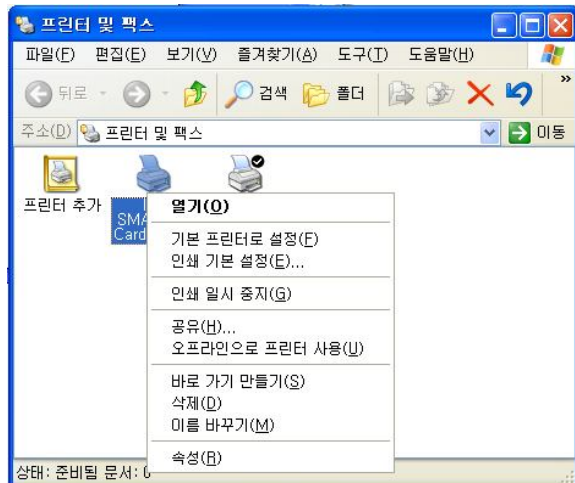 프린터 및 팩스
파일(F) 편집(E) 보기(V) 즐겨찾기(A) 도구(T) 도움말(H)
뒤로 검색 폴더 »
주소(D) 프린터 및 팩스 이동
프린터 추가
SMA
Card
열기(O)
기본 프린터로 설정(F)
인쇄 기본 설정(E)...
인쇄 일시 중지(G)
공유(H)...
오프라인으로 프린터 사용(U)
바로 가기 만들기(S)
삭제(D)
이름 바꾸기(M)
속성(R)
상태: 준비됨 문서: 0